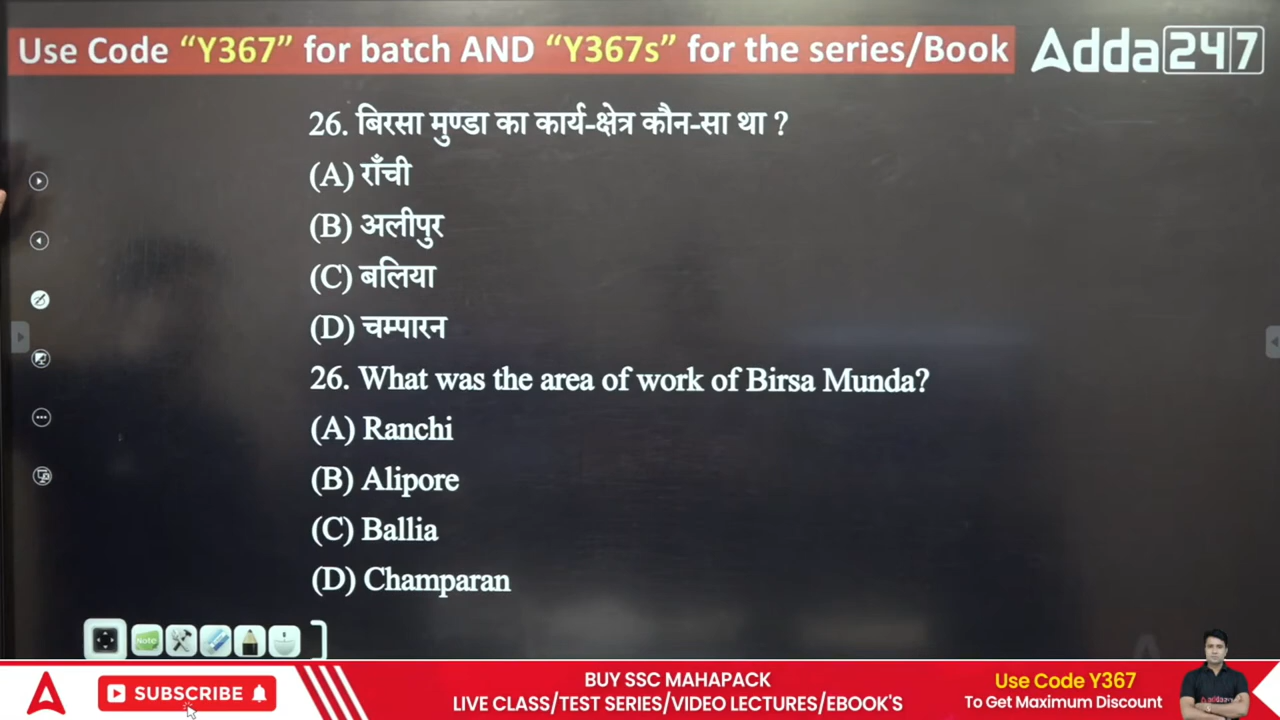 Use Code “Y367” for batch AND “Y367s” for the series/Book
Adda247
26. बिरसा मुण्डा का कार्य-क्षेत्र कौन-सा था ?
(A) राँची
(B) अलीपुर
(C) बलिया
(D) चम्पारन
26. What was the area of work of Birsa Munda?
(A) Ranchi
(B) Alipore
(C) Ballia
(D) Champaran
Note
SUBSCRIBE
BUY SSC MAHAPACK
LIVE CLASS/TEST SERIES/VIDEO LECTURES/EBOOK'S
Use Code Y367
To Get Maximum Discount